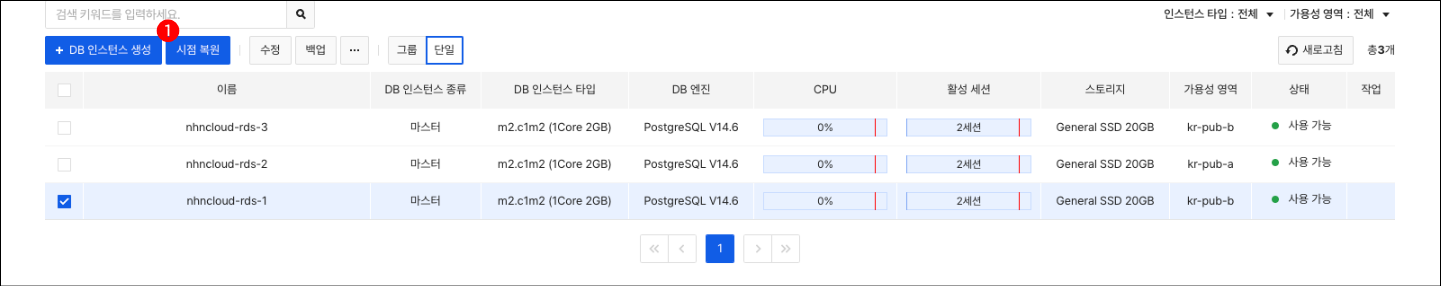 검색 키워드를 입력하세요.
인스턴스 타입 : 전체 가용성 영역 : 전체
1
+ DB 인스턴스 생성 시점 복원 수정 백업 ... 그룹 단일 새로고침 총3개
이름 DB 인스턴스 종류 DB 인스턴스 타입 DB 엔진 CPU 활성 세션 스토리지 가용성 영역 상태 작업
nhncloud-rds-3 마스터 m2.c1m2 (1Core 2GB) PostgreSQL V14.6 0% 2세션 General SSD 20GB kr-pub-b 사용 가능
nhncloud-rds-2 마스터 m2.c1m2 (1Core 2GB) PostgreSQL V14.6 0% 2세션 General SSD 20GB kr-pub-a 사용 가능
nhncloud-rds-1 마스터 m2.c1m2 (1Core 2GB) PostgreSQL V14.6 0% 2세션 General SSD 20GB kr-pub-b 사용 가능
1